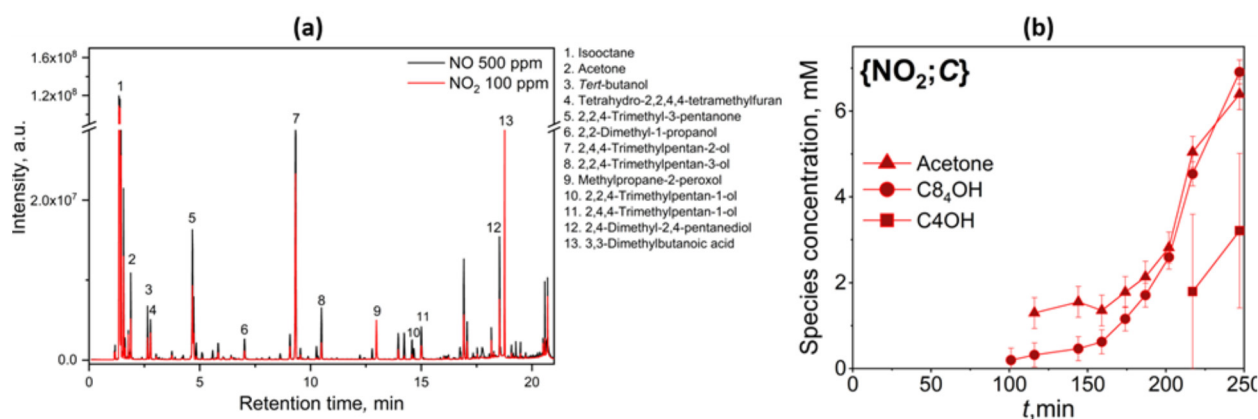 (a)
1.6x10⁸
1.2x10⁸
2.0x10⁷
0.0
Intensity, a.u.
0
5
10
15
20
Retention time, min
NO 500 ppm
NO₂ 100 ppm
1
2
3
4
5
6
7
8
9
10
11
12
13
1. Isooctane
2. Acetone
3. Tert-butanol
4. Tetrahydro-2,2,4,4-tetramethylfuran
5. 2,2,4-Trimethyl-3-pentanone
6. 2,2-Dimethyl-1-propanol
7. 2,4,4-Trimethylpentan-2-ol
8. 2,2,4-Trimethylpentan-3-ol
9. Methylpropane-2-peroxol
10. 2,2,4-Trimethylpentan-1-ol
11. 2,4,4-Trimethylpentan-1-ol
12. 2,4-Dimethyl-2,4-pentanediol
13. 3,3-Dimethylbutanoic acid
(b)
{NO₂;C}
Species concentration, mM
6
4
2
0
Acetone
C8₄OH
C4OH
0
50
100
150
200
250
t,min